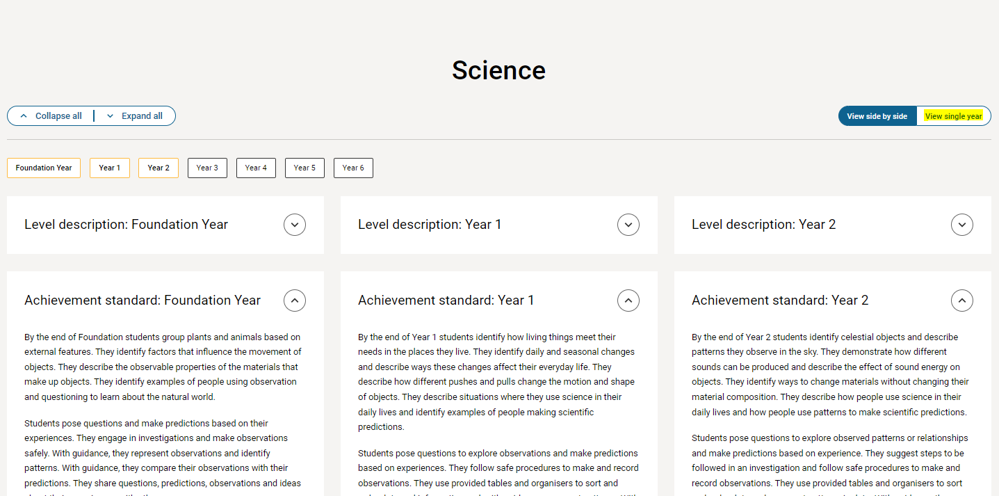 Science
Collapse all
Expand all
View side by side
View single year
Foundation Year
Year 1
Year 2
Year 3
Year 4
Year 5
Year 6
Level description: Foundation Year
Level description: Year 1
Level description: Year 2
Achievement standard: Foundation Year
By the end of Foundation students group plants and animals based on
external features. They identify factors that influence the movement of
objects. They describe the observable properties of the materials that
make up objects. They identify examples of people using observation
and questioning to learn about the natural world.
Students pose questions and make predictions based on their
experiences. They engage in investigations and make observations
safely. With guidance, they represent observations and identify
patterns. With guidance, they compare their observations with their
predictions. They share questions, predictions, observations and ideas
Achievement standard: Year 1
By the end of Year 1 students identify how living things meet their
needs in the places they live. They identify daily and seasonal changes
and describe ways these changes affect their everyday life. They
describe how different pushes and pulls change the motion and shape
of objects. They describe situations where they use science in their
daily lives and identify examples of people making scientific
predictions.
Students pose questions to explore observations and make predictions
based on experiences. They follow safe procedures to make and record
observations. They use provided tables and organisers to sort and
Achievement standard: Year 2
By the end of Year 2 students identify celestial objects and describe
patterns they observe in the sky. They demonstrate how different
sounds can be produced and describe the effect of sound energy on
objects. They identify ways to change materials without changing their
material composition. They describe how people use science in their
daily lives and how people use patterns to make scientific predictions.
Students pose questions to explore observed patterns or relationships
and make predictions based on experience. They suggest steps to be
followed in an investigation and follow safe procedures to make and
record observations. They use provided tables and organisers to sort